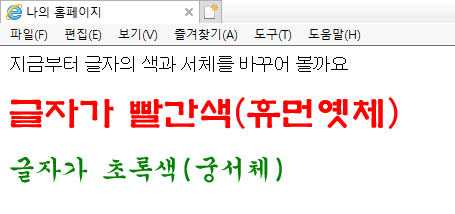 나의 홈페이지
파일(F) 편집(E) 보기(V) 즐겨찾기(A) 도구(T) 도움말(H)
지금부터 글자의 색과 서체를 바꾸어 볼까요
글자가 빨간색(휴먼옛체)
글자가 초록색(궁서체)